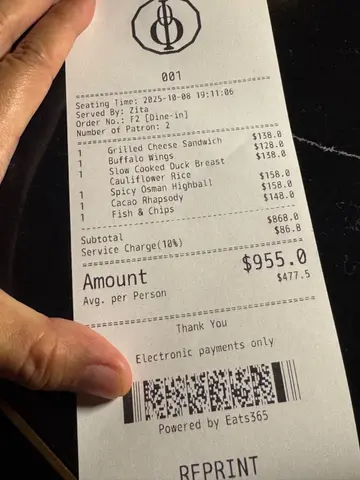 001
Seating Time: 2025-10-08 19:11:06
Served By: Zita
Order No.: F2 [Dine-in]
Number of Patron: 2
1 Grilled Cheese Sandwich $138.0
1 Buffalo Wings $128.0
1 Slow Cooked Duck Breast $138.0
Cauliflower Rice
1 Spicy Osman Highball $158.0
1 Cacao Rhapsody $158.0
1 Fish & Chips $148.0
Subtotal $868.0
Service Charge(10%) $86.8
Amount $955.0
Avg. per Person $477.5
Thank You
Electronic payments only
Powered by Eats365
REPRINT